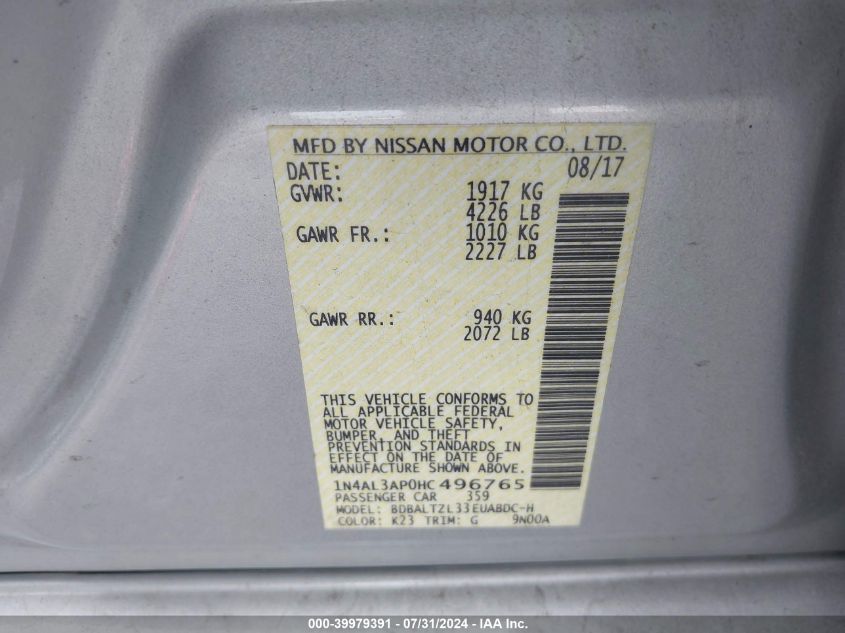 MFD BY NISSAN MOTOR CO., LTD.
DATE: 08/17
GVWR: 1917 KG
4226 LB
GAWR FR.: 1010 KG
2227 LB
GAWR RR.: 940 KG
2072 LB
THIS VEHICLE CONFORMS TO
ALL APPLICABLE FEDERAL
MOTOR VEHICLE SAFETY,
BUMPER, AND THEFT
PREVENTION STANDARDS IN
EFFECT ON THE DATE OF
MANUFACTURE SHOWN ABOVE.
1N4AL3AP0HC496765
PASSENGER CAR 359
MODEL: BDBALTZL33EUABDC-H
COLOR: K23 TRIM: G 9N00A
000-39979391 / 07/31/2024 / IAA Inc.